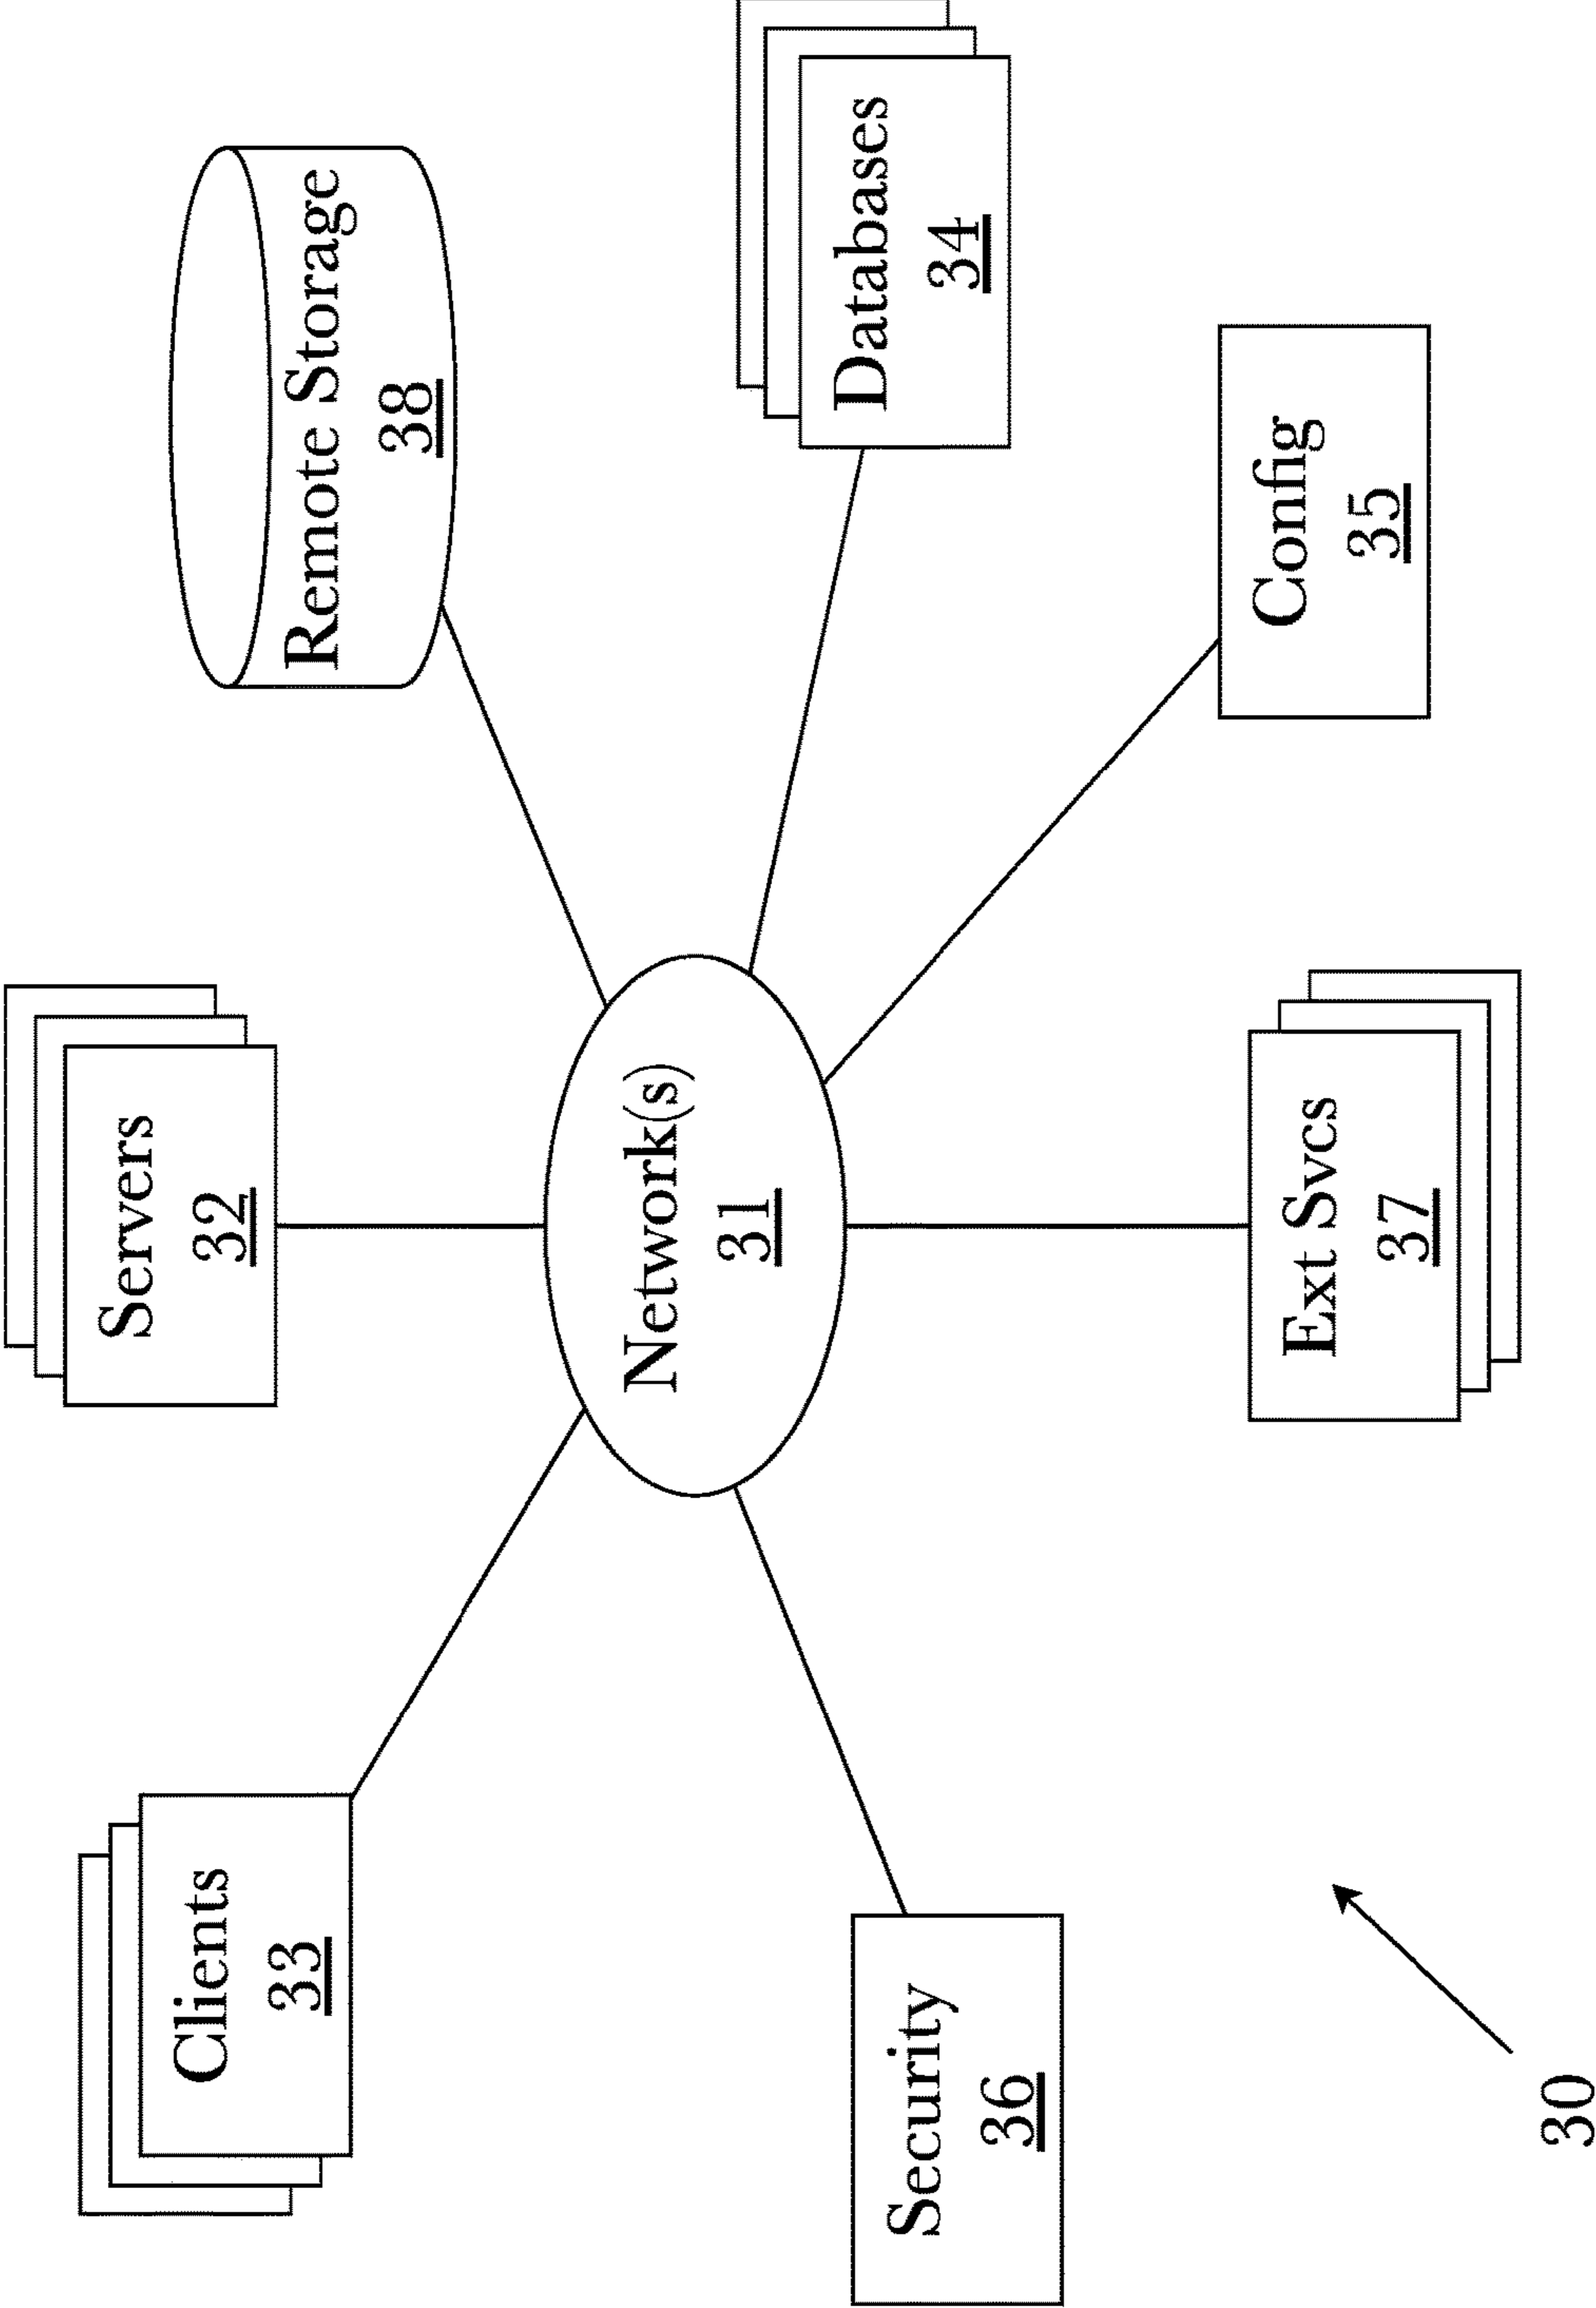 Servers
32
Clients
33
Remote Storage
38
Network(s)
31
Databases
34
Security
36
Ext Svcs
37
Config
35
30